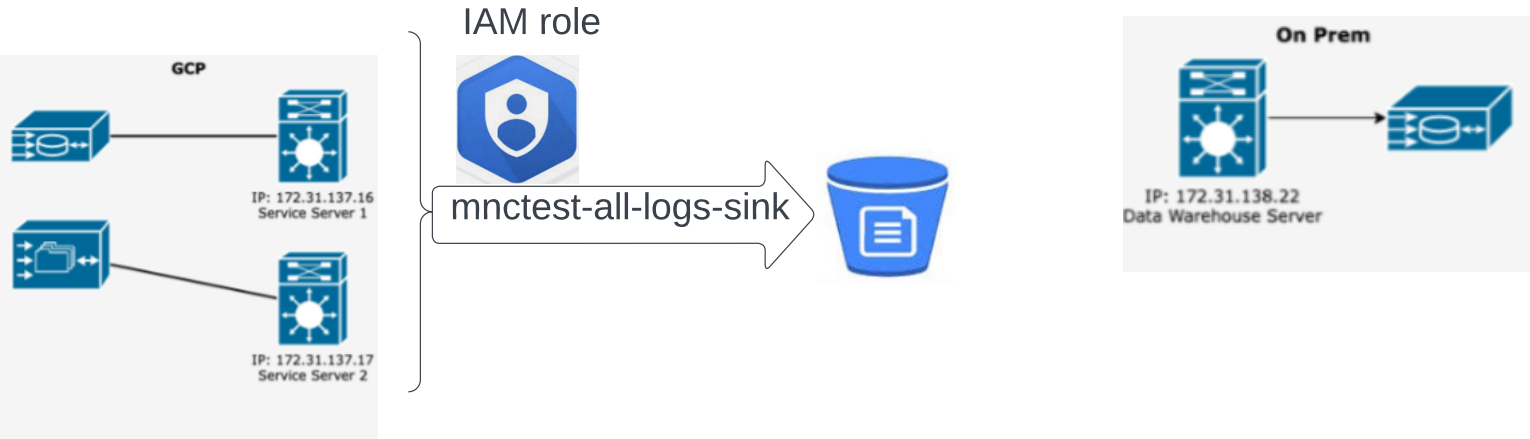 IAM role
GCP
IP: 172.31.137.16
Service Server 1
IP: 172.31.137.17
Service Server 2
mnctest-all-logs-sink
On Prem
IP: 172.31.138.22
Data Warehouse Server